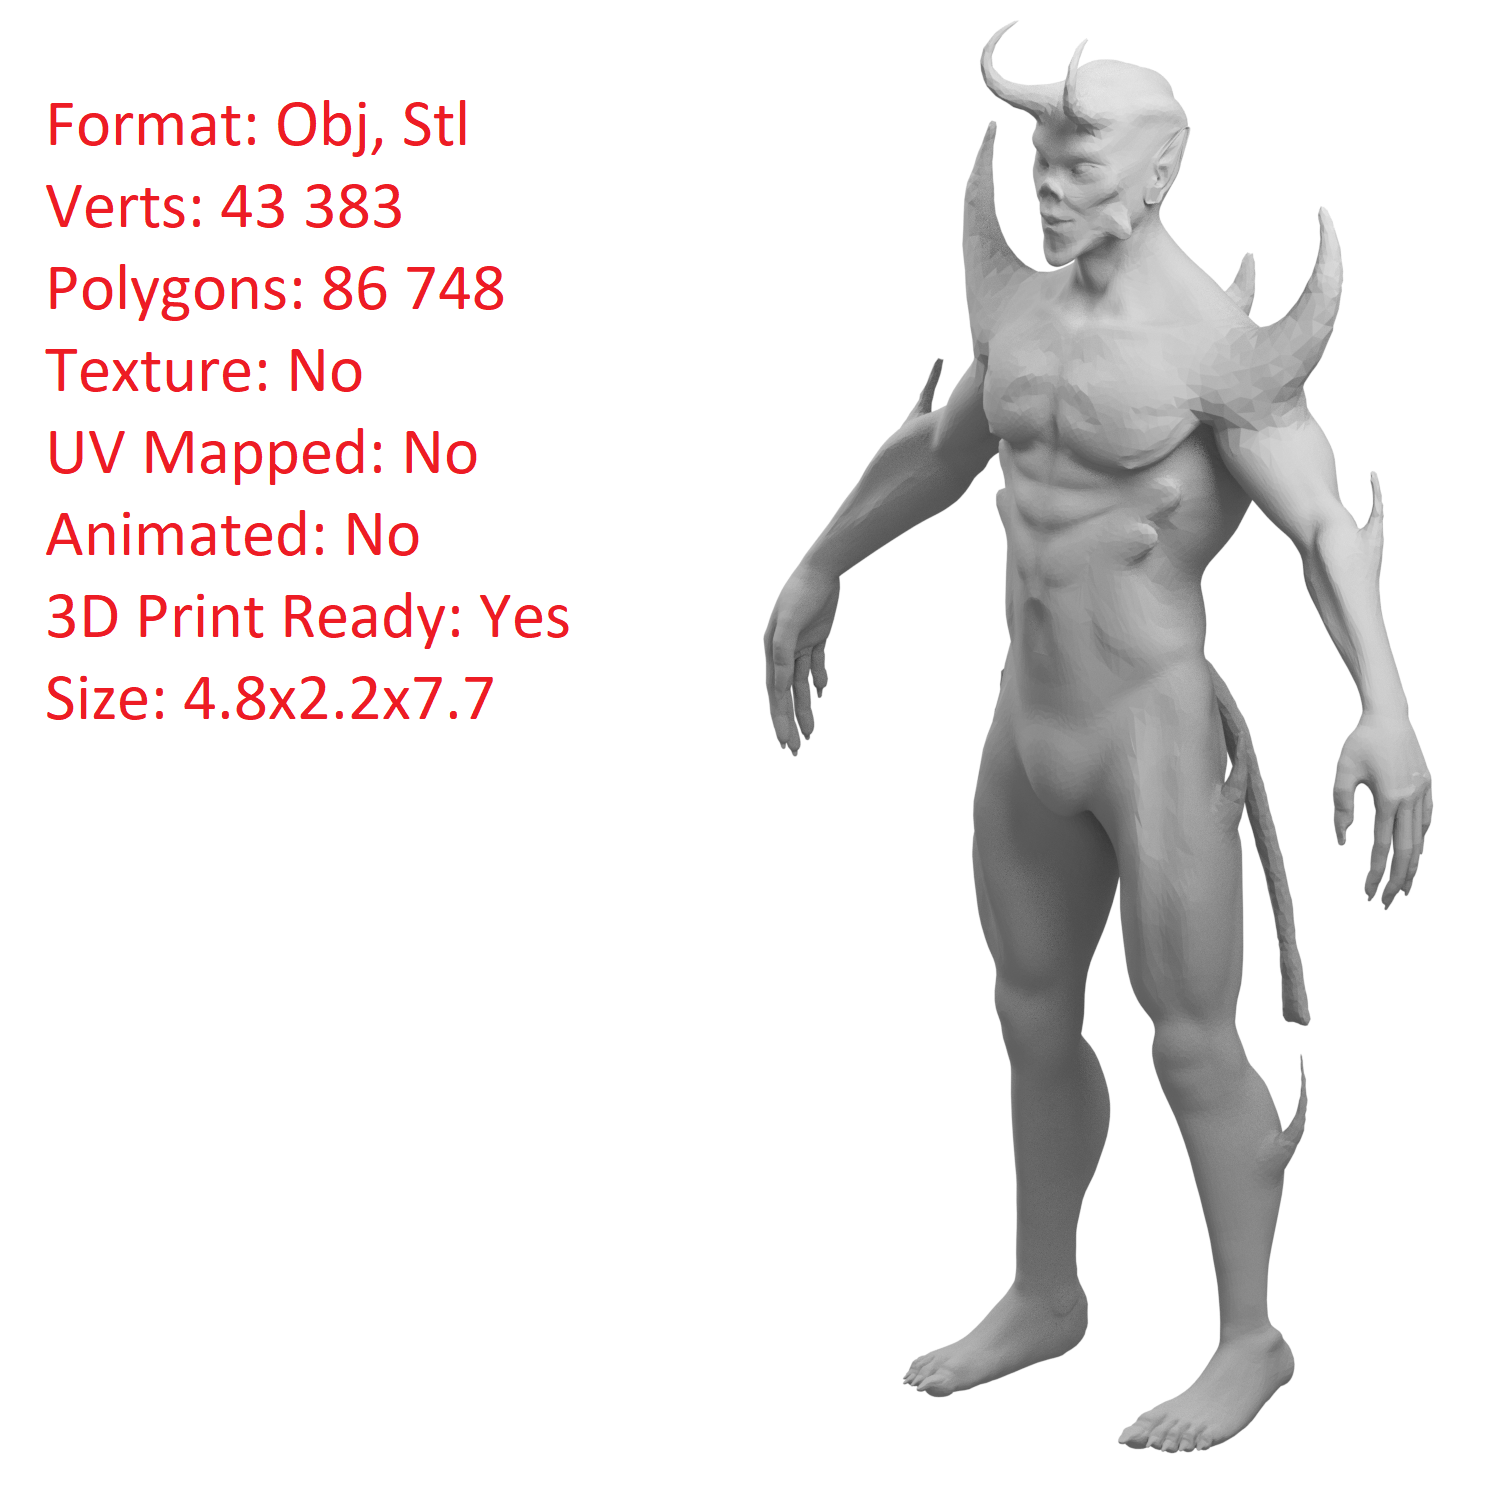 Format: Obj, Stl
Verts: 43 383
Polygons: 86 748
Texture: No
UV Mapped: No
Animated: No
3D Print Ready: Yes
Size: 4.8x2.2x7.7